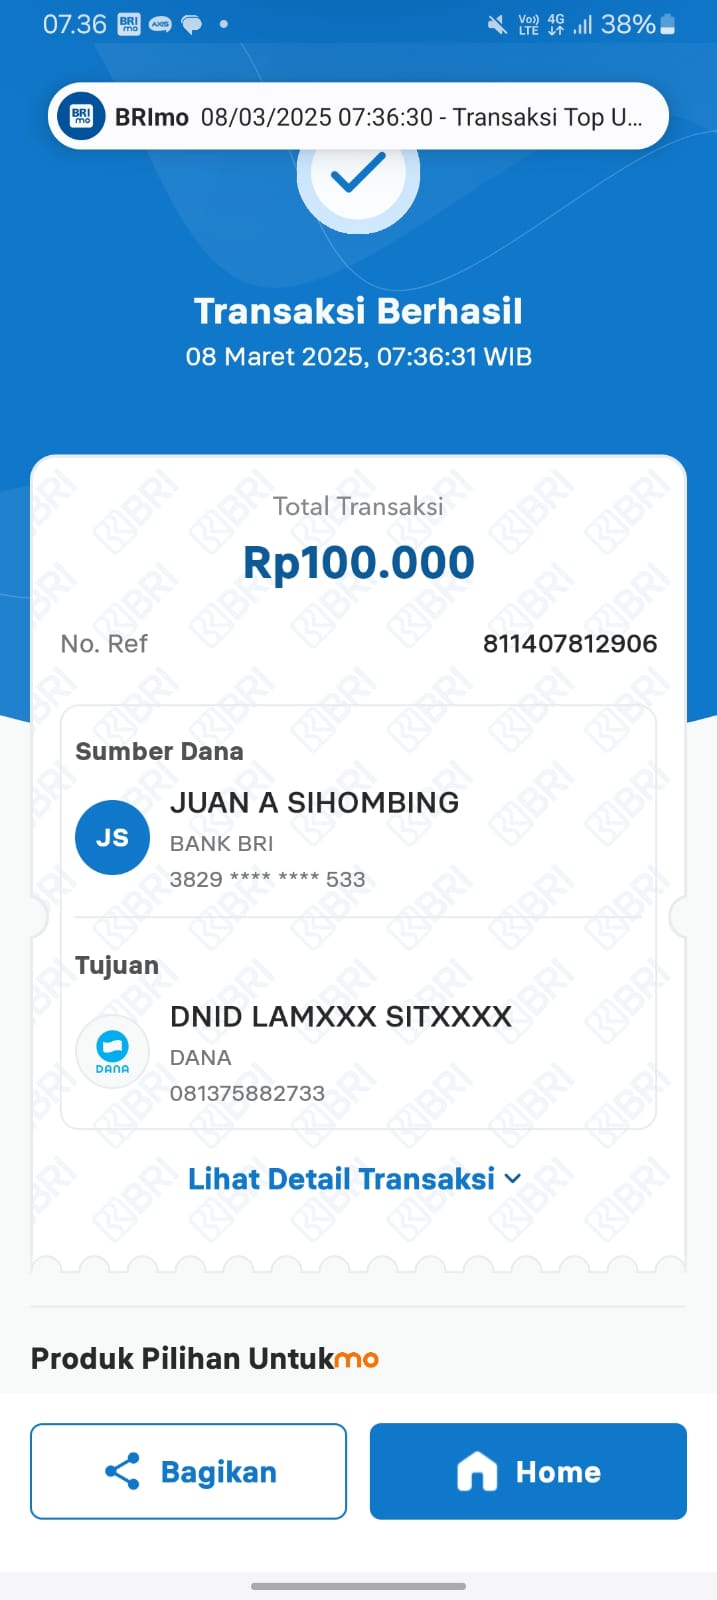 07.36 BRI mo AXIS Vo)) LTE 4G 38%
BRI mo BRImo 08/03/2025 07:36:30 - Transaksi Top U...
Transaksi Berhasil
08 Maret 2025, 07:36:31 WIB
Total Transaksi
Rp100.000
No. Ref 811407812906
Sumber Dana
JS
JUAN A SIHOMBING
BANK BRI
3829 **** **** 533
Tujuan
DANA
DNID LAMXXX SITXXXX
DANA
081375882733
Lihat Detail Transaksi
Produk Pilihan Untukmo
Bagikan
Home